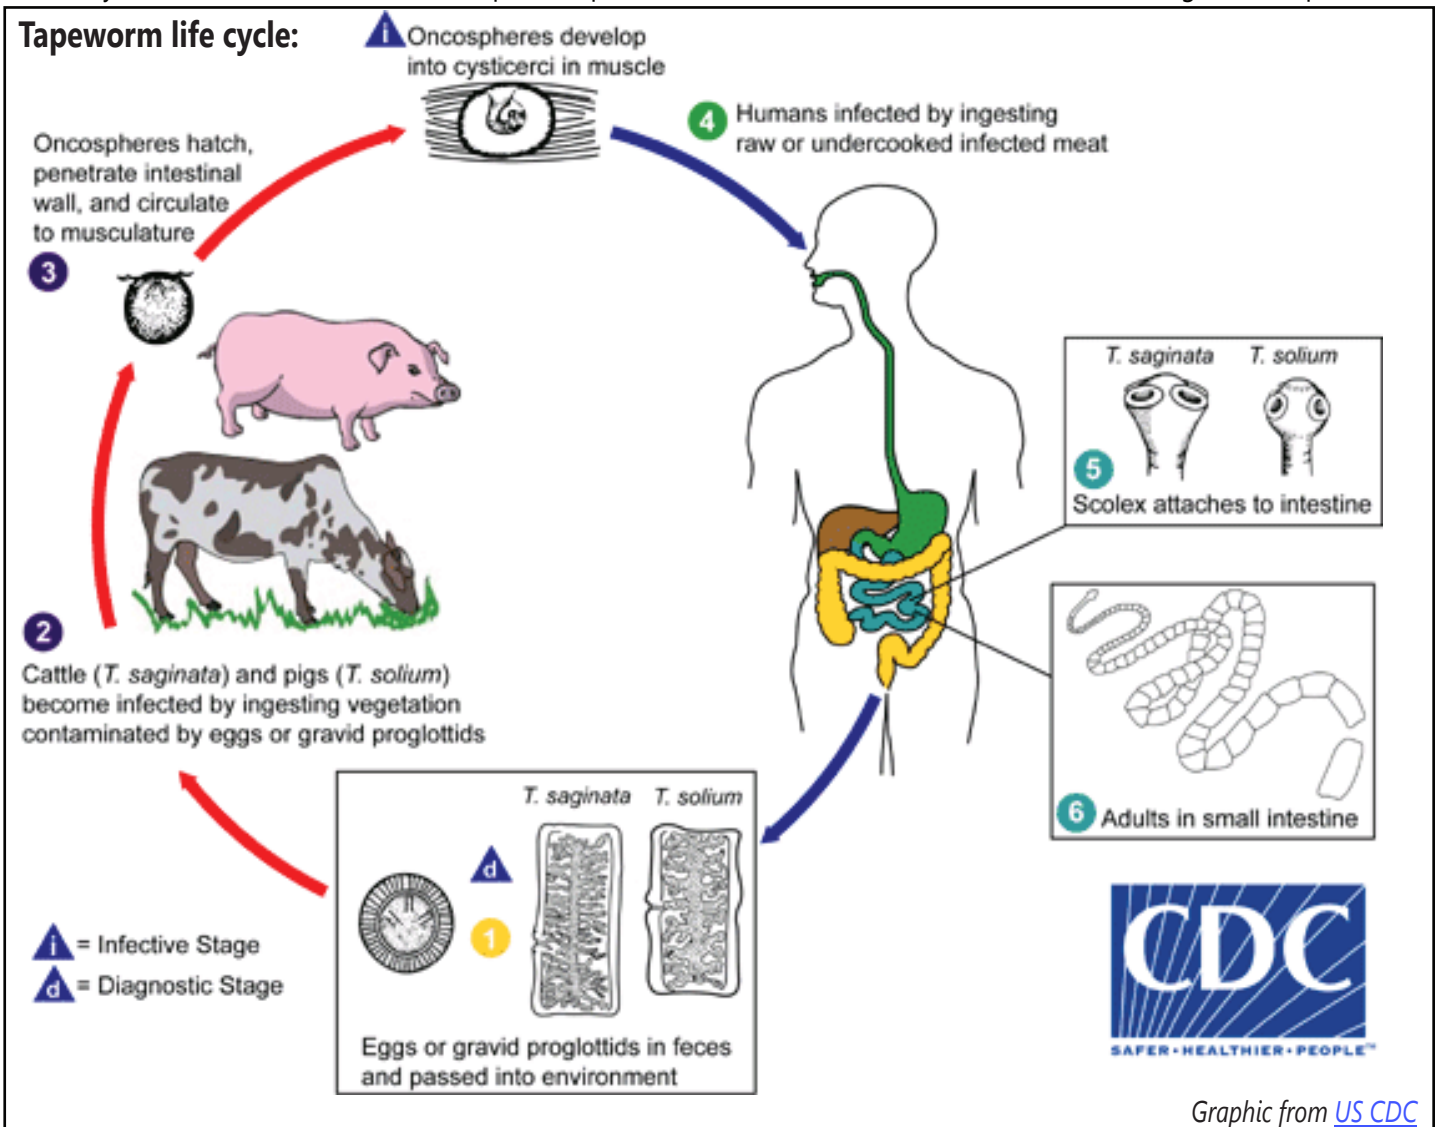 Tapeworm life cycle:
i
Oncospheres develop
into cysticerci in muscle
4
Humans infected by ingesting
raw or undercooked infected meat
Oncospheres hatch,
penetrate intestinal
wall, and circulate
to musculature
3
T. saginata T. solium
5
Scolex attaches to intestine
2
Cattle (T. saginata) and pigs (T. solium)
become infected by ingesting vegetation
contaminated by eggs or gravid proglottids
6
Adults in small intestine
T. saginata T. solium
d
1
Eggs or gravid proglottids in feces
and passed into environment
i = Infective Stage
d = Diagnostic Stage
CDC
SAFER • HEALTHIER • PEOPLE™
Graphic from US CDC